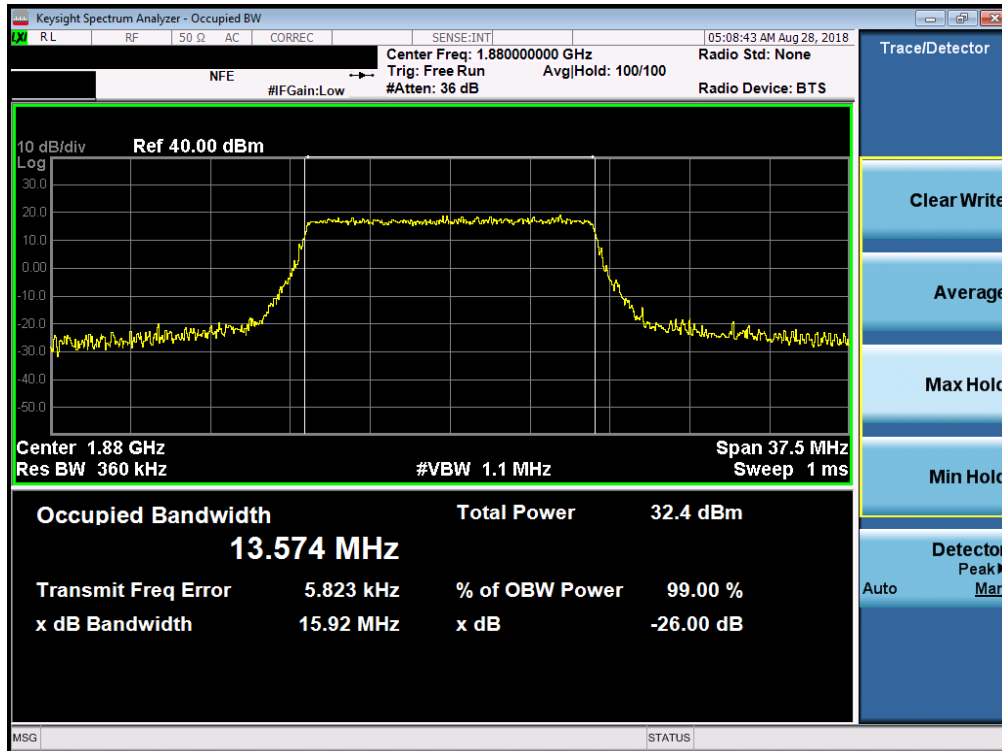 Keysight Spectrum Analyzer - Occupied BW
LXI RL RF 50 Ω AC CORREC SENSE:INT 05:08:43 AM Aug 28, 2018
Center Freq: 1.880000000 GHz Radio Std: None
NFE Trig: Free Run Avg|Hold: 100/100
#IFGain:Low #Atten: 36 dB Radio Device: BTS
10 dB/div Ref 40.00 dBm
Log
30.0
20.0
10.0
0.00
-10.0
-20.0
-30.0
-40.0
-50.0
Center 1.88 GHz Span 37.5 MHz
Res BW 360 kHz #VBW 1.1 MHz Sweep 1 ms
Occupied Bandwidth Total Power 32.4 dBm
13.574 MHz
Transmit Freq Error 5.823 kHz % of OBW Power 99.00 %
x dB Bandwidth 15.92 MHz x dB -26.00 dB
MSG STATUS
Trace/Detector
Clear Write
Average
Max Hold
Min Hold
Detector
Peak
Auto Man